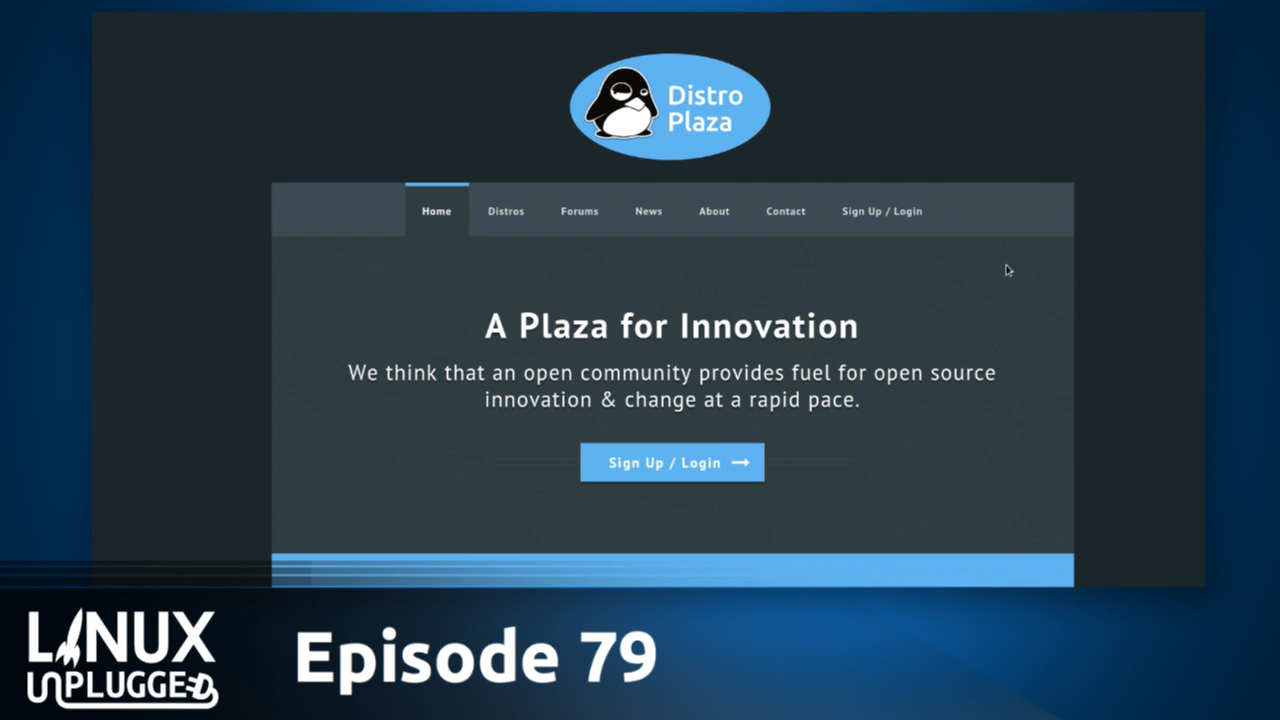 Distro
Plaza
Home Distros Forums News About Contact Sign Up / Login
A Plaza for Innovation
We think that an open community provides fuel for open source
innovation & change at a rapid pace.
Sign Up / Login
LINUX
UNPLUGGED
Episode 79